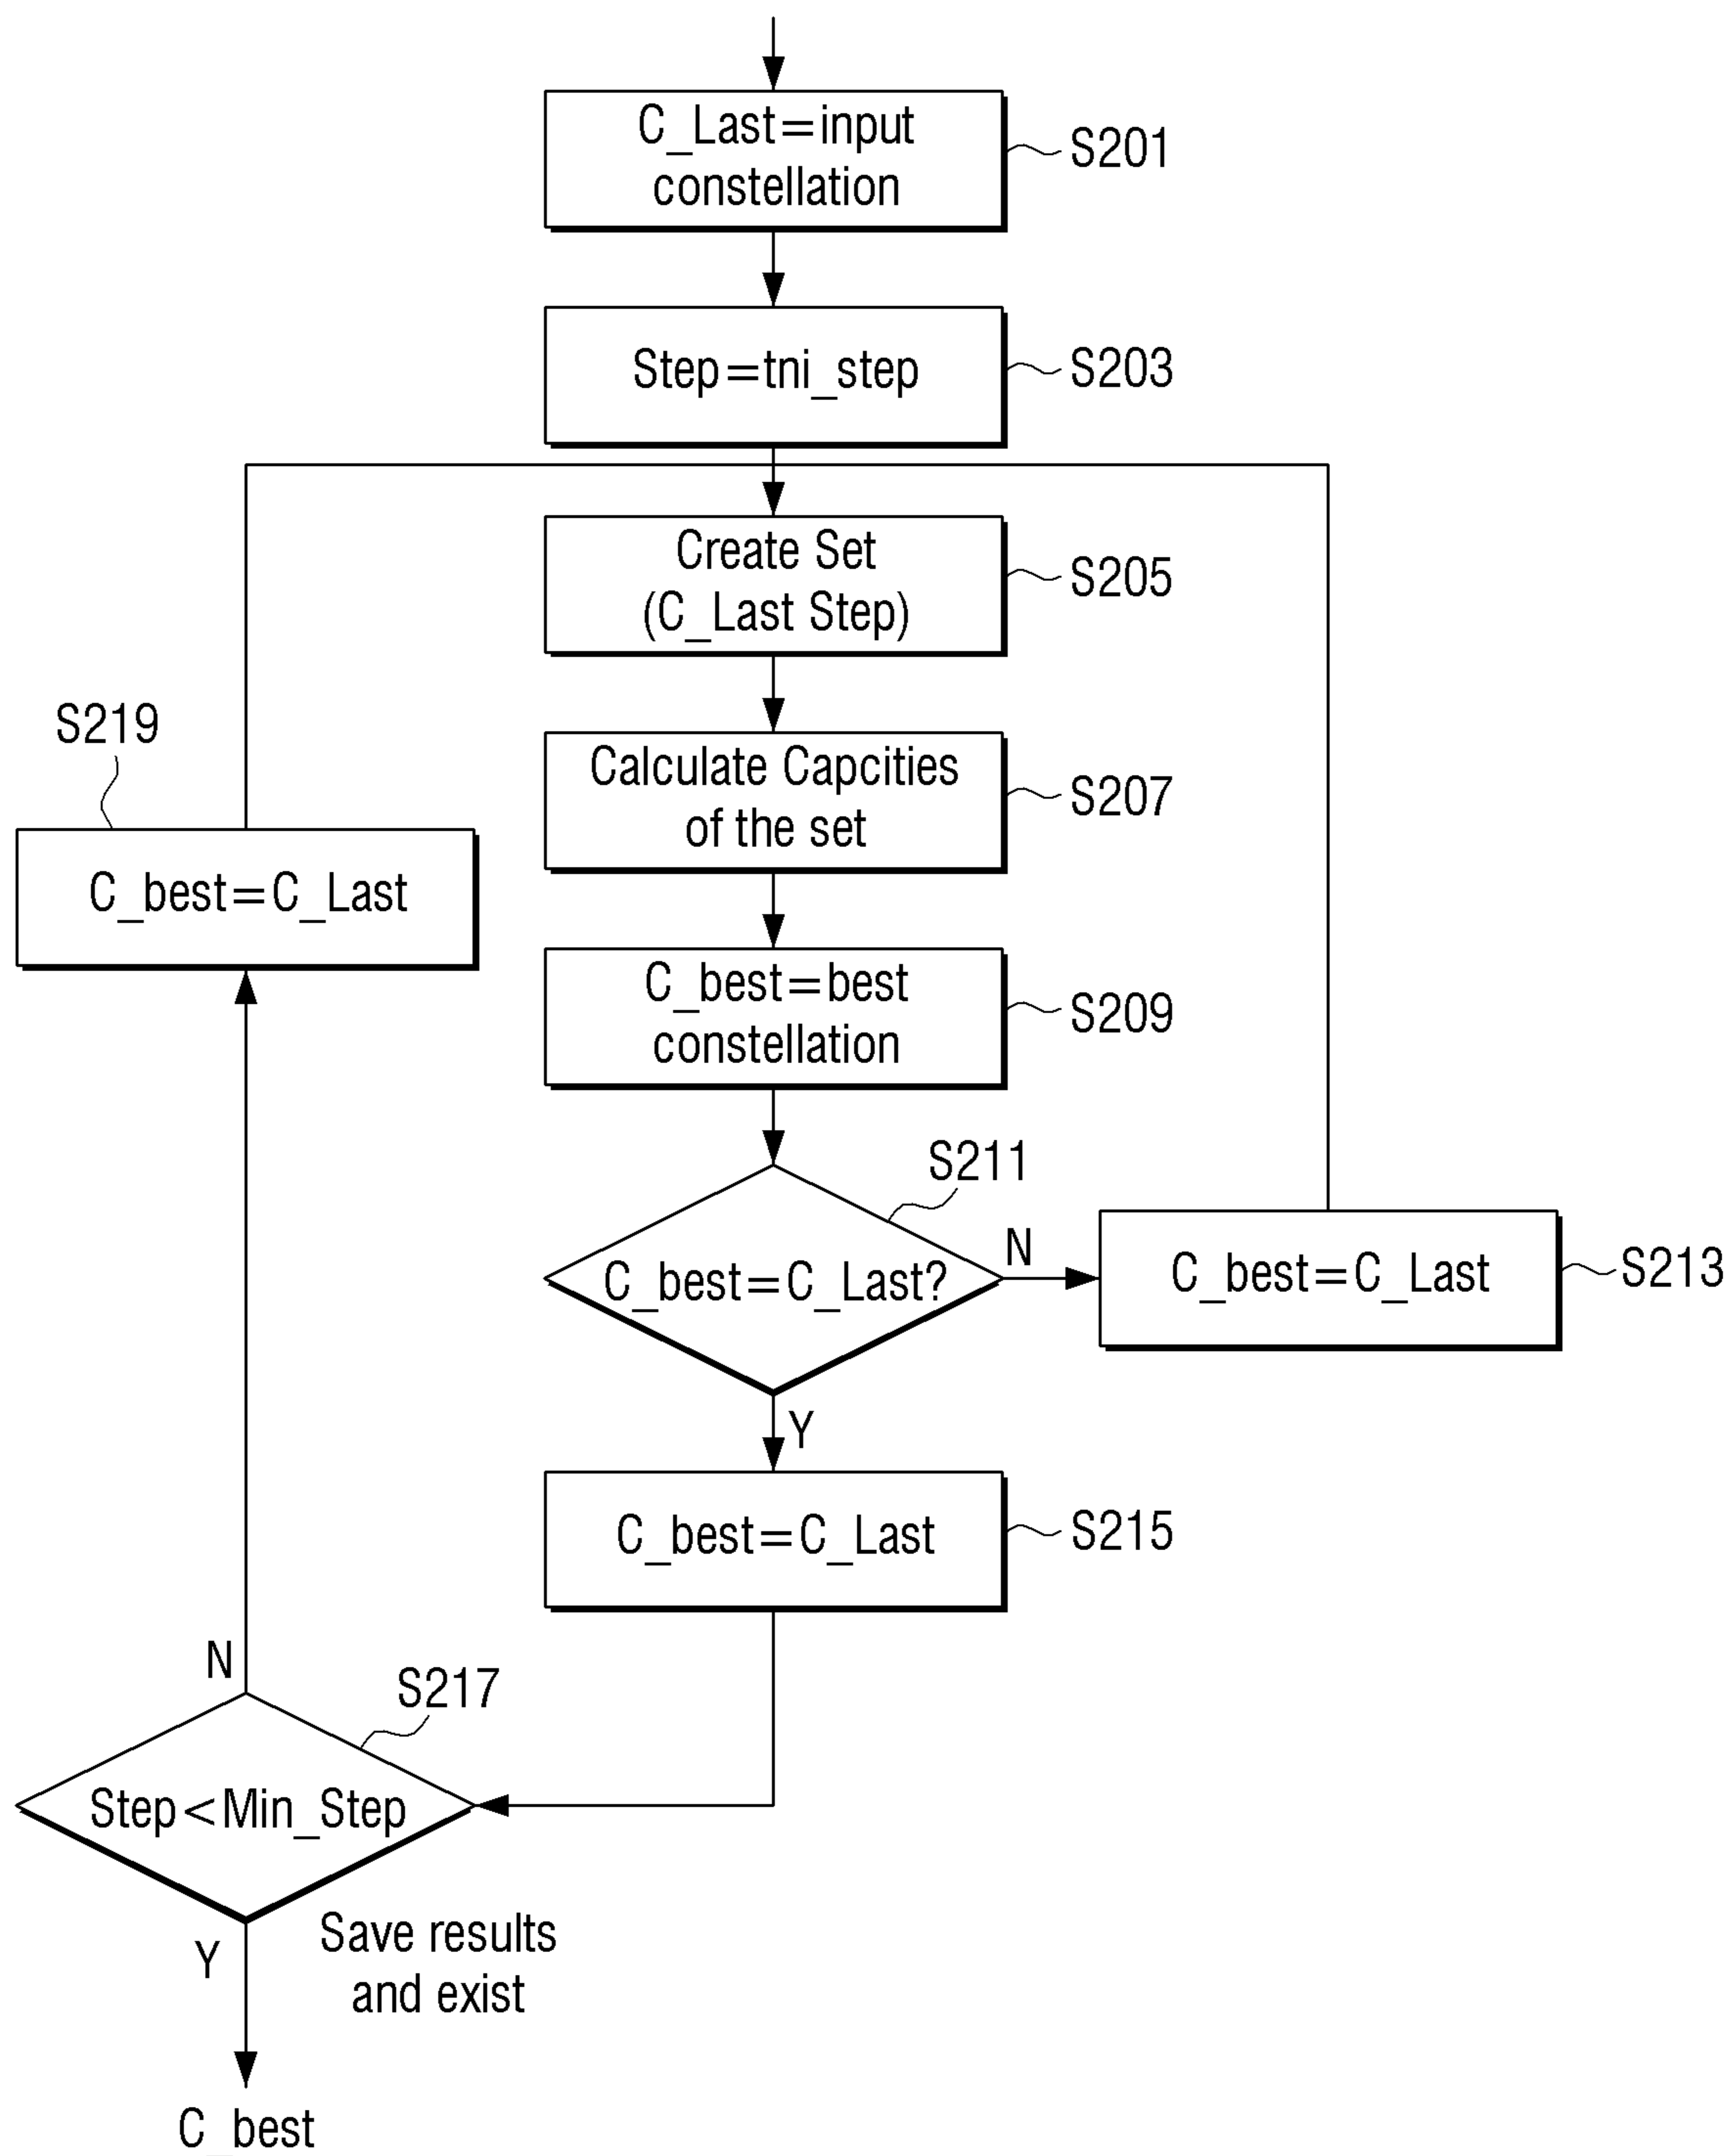 C_Last=input
constellation
S201
Step=tni_step
S203
Create Set
(C_Last Step)
S205
S219
Calculate Capcities
of the set
S207
C_best=C_Last
C_best=best
constellation
S209
S211
C_best=C_Last?
N
C_best=C_Last
S213
Y
C_best=C_Last
S215
N
S217
Step<Min_Step
Y
Save results
and exist
C_best